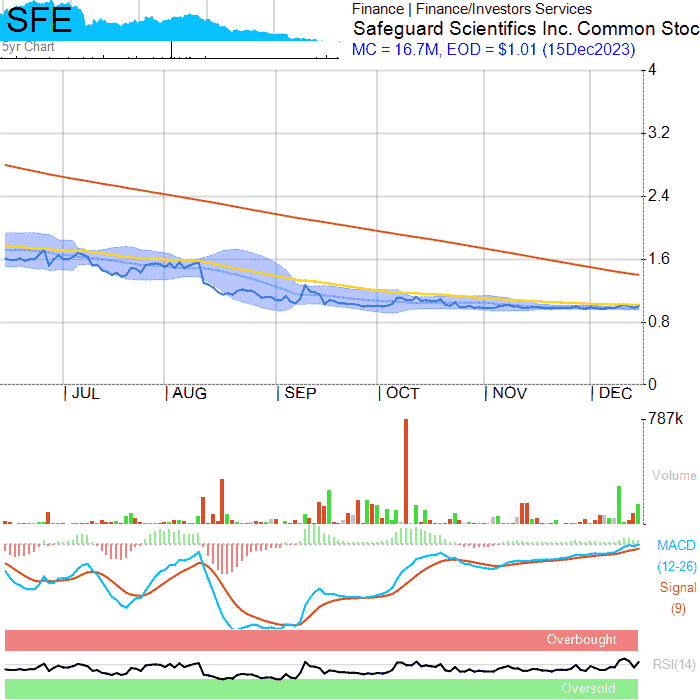 SFE
5yr Chart
Finance | Finance/Investors Services
Safeguard Scientifics Inc. Common Stoc
MC = 16.7M, EOD = $1.01 (15Dec2023)
4
3.2
2.4
1.6
0.8
0
JUL AUG SEP OCT NOV DEC
787k
Volume
MACD
(12-26)
Signal
(9)
Overbought
RSI(14)
Oversold